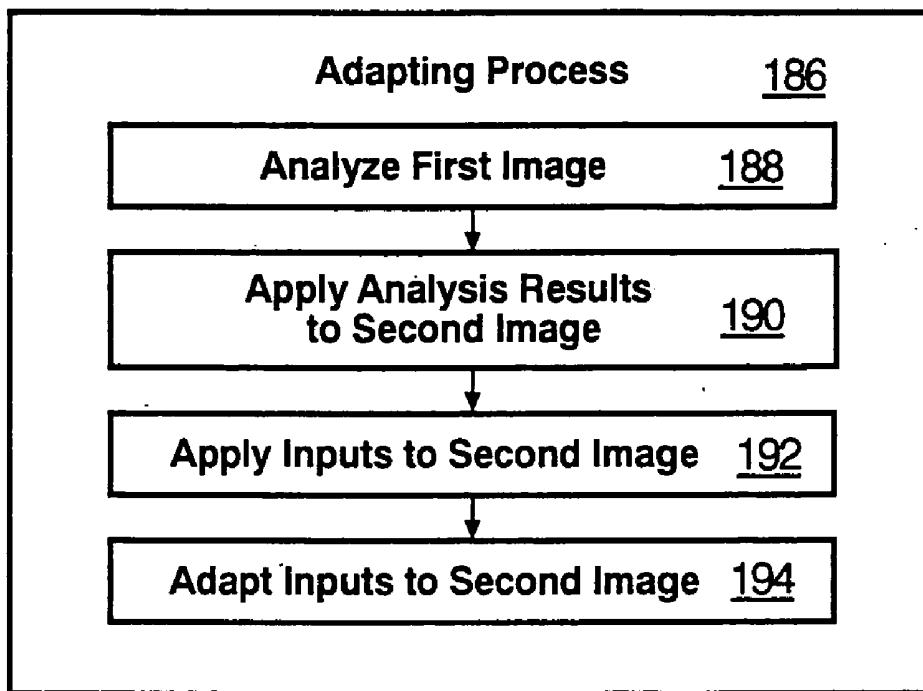 Adapting Process 186
Analyze First Image 188
Apply Analysis Results
to Second Image 190
Apply Inputs to Second Image 192
Adapt Inputs to Second Image 194